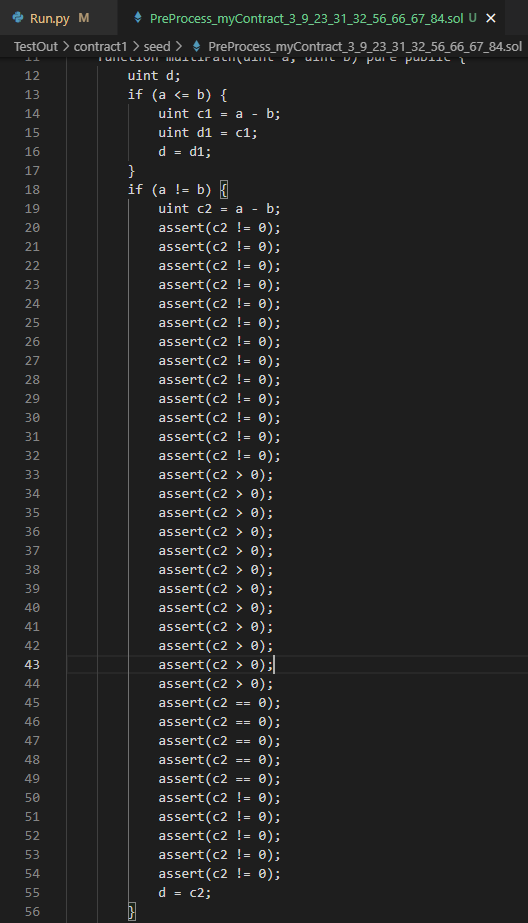 Run.py M
PreProcess_myContract_3_9_23_31_32_56_66_67_84.sol U
TestOut > contract1 > seed > PreProcess_myContract_3_9_23_31_32_56_66_67_84.sol
11 function multiPath(uint a, uint b) pure public {
12 uint d;
13 if (a <= b) {
14 uint c1 = a - b;
15 uint d1 = c1;
16 d = d1;
17 }
18 if (a != b) {
19 uint c2 = a - b;
20 assert(c2 != 0);
21 assert(c2 != 0);
22 assert(c2 != 0);
23 assert(c2 != 0);
24 assert(c2 != 0);
25 assert(c2 != 0);
26 assert(c2 != 0);
27 assert(c2 != 0);
28 assert(c2 != 0);
29 assert(c2 != 0);
30 assert(c2 != 0);
31 assert(c2 != 0);
32 assert(c2 != 0);
33 assert(c2 > 0);
34 assert(c2 > 0);
35 assert(c2 > 0);
36 assert(c2 > 0);
37 assert(c2 > 0);
38 assert(c2 > 0);
39 assert(c2 > 0);
40 assert(c2 > 0);
41 assert(c2 > 0);
42 assert(c2 > 0);
43 assert(c2 > 0);
44 assert(c2 > 0);
45 assert(c2 == 0);
46 assert(c2 == 0);
47 assert(c2 == 0);
48 assert(c2 == 0);
49 assert(c2 == 0);
50 assert(c2 != 0);
51 assert(c2 != 0);
52 assert(c2 != 0);
53 assert(c2 != 0);
54 assert(c2 != 0);
55 d = c2;
56 }